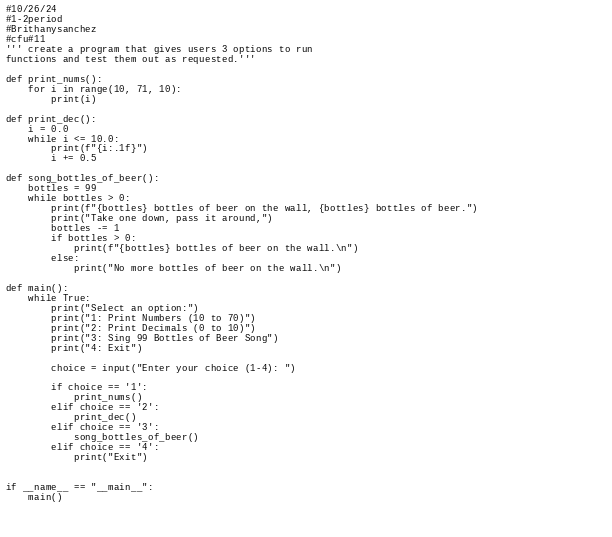 #10/26/24
#1-2period
#Brithanysanchez
#cfu#11
''' create a program that gives users 3 options to run
functions and test them out as requested.'''

def print_nums():
    for i in range(10, 71, 10):
        print(i)

def print_dec():
    i = 0.0
    while i <= 10.0:
        print(f"{i:.1f}")
        i += 0.5

def song_bottles_of_beer():
    bottles = 99
    while bottles > 0:
        print(f"{bottles} bottles of beer on the wall, {bottles} bottles of beer.")
        print("Take one down, pass it around,")
        bottles -= 1
        if bottles > 0:
            print(f"{bottles} bottles of beer on the wall.\n")
        else:
            print("No more bottles of beer on the wall.\n")

def main():
    while True:
        print("Select an option:")
        print("1: Print Numbers (10 to 70)")
        print("2: Print Decimals (0 to 10)")
        print("3: Sing 99 Bottles of Beer Song")
        print("4: Exit")

        choice = input("Enter your choice (1-4): ")

        if choice == '1':
            print_nums()
        elif choice == '2':
            print_dec()
        elif choice == '3':
            song_bottles_of_beer()
        elif choice == '4':
            print("Exit")


if __name__ == "__main__":
    main()